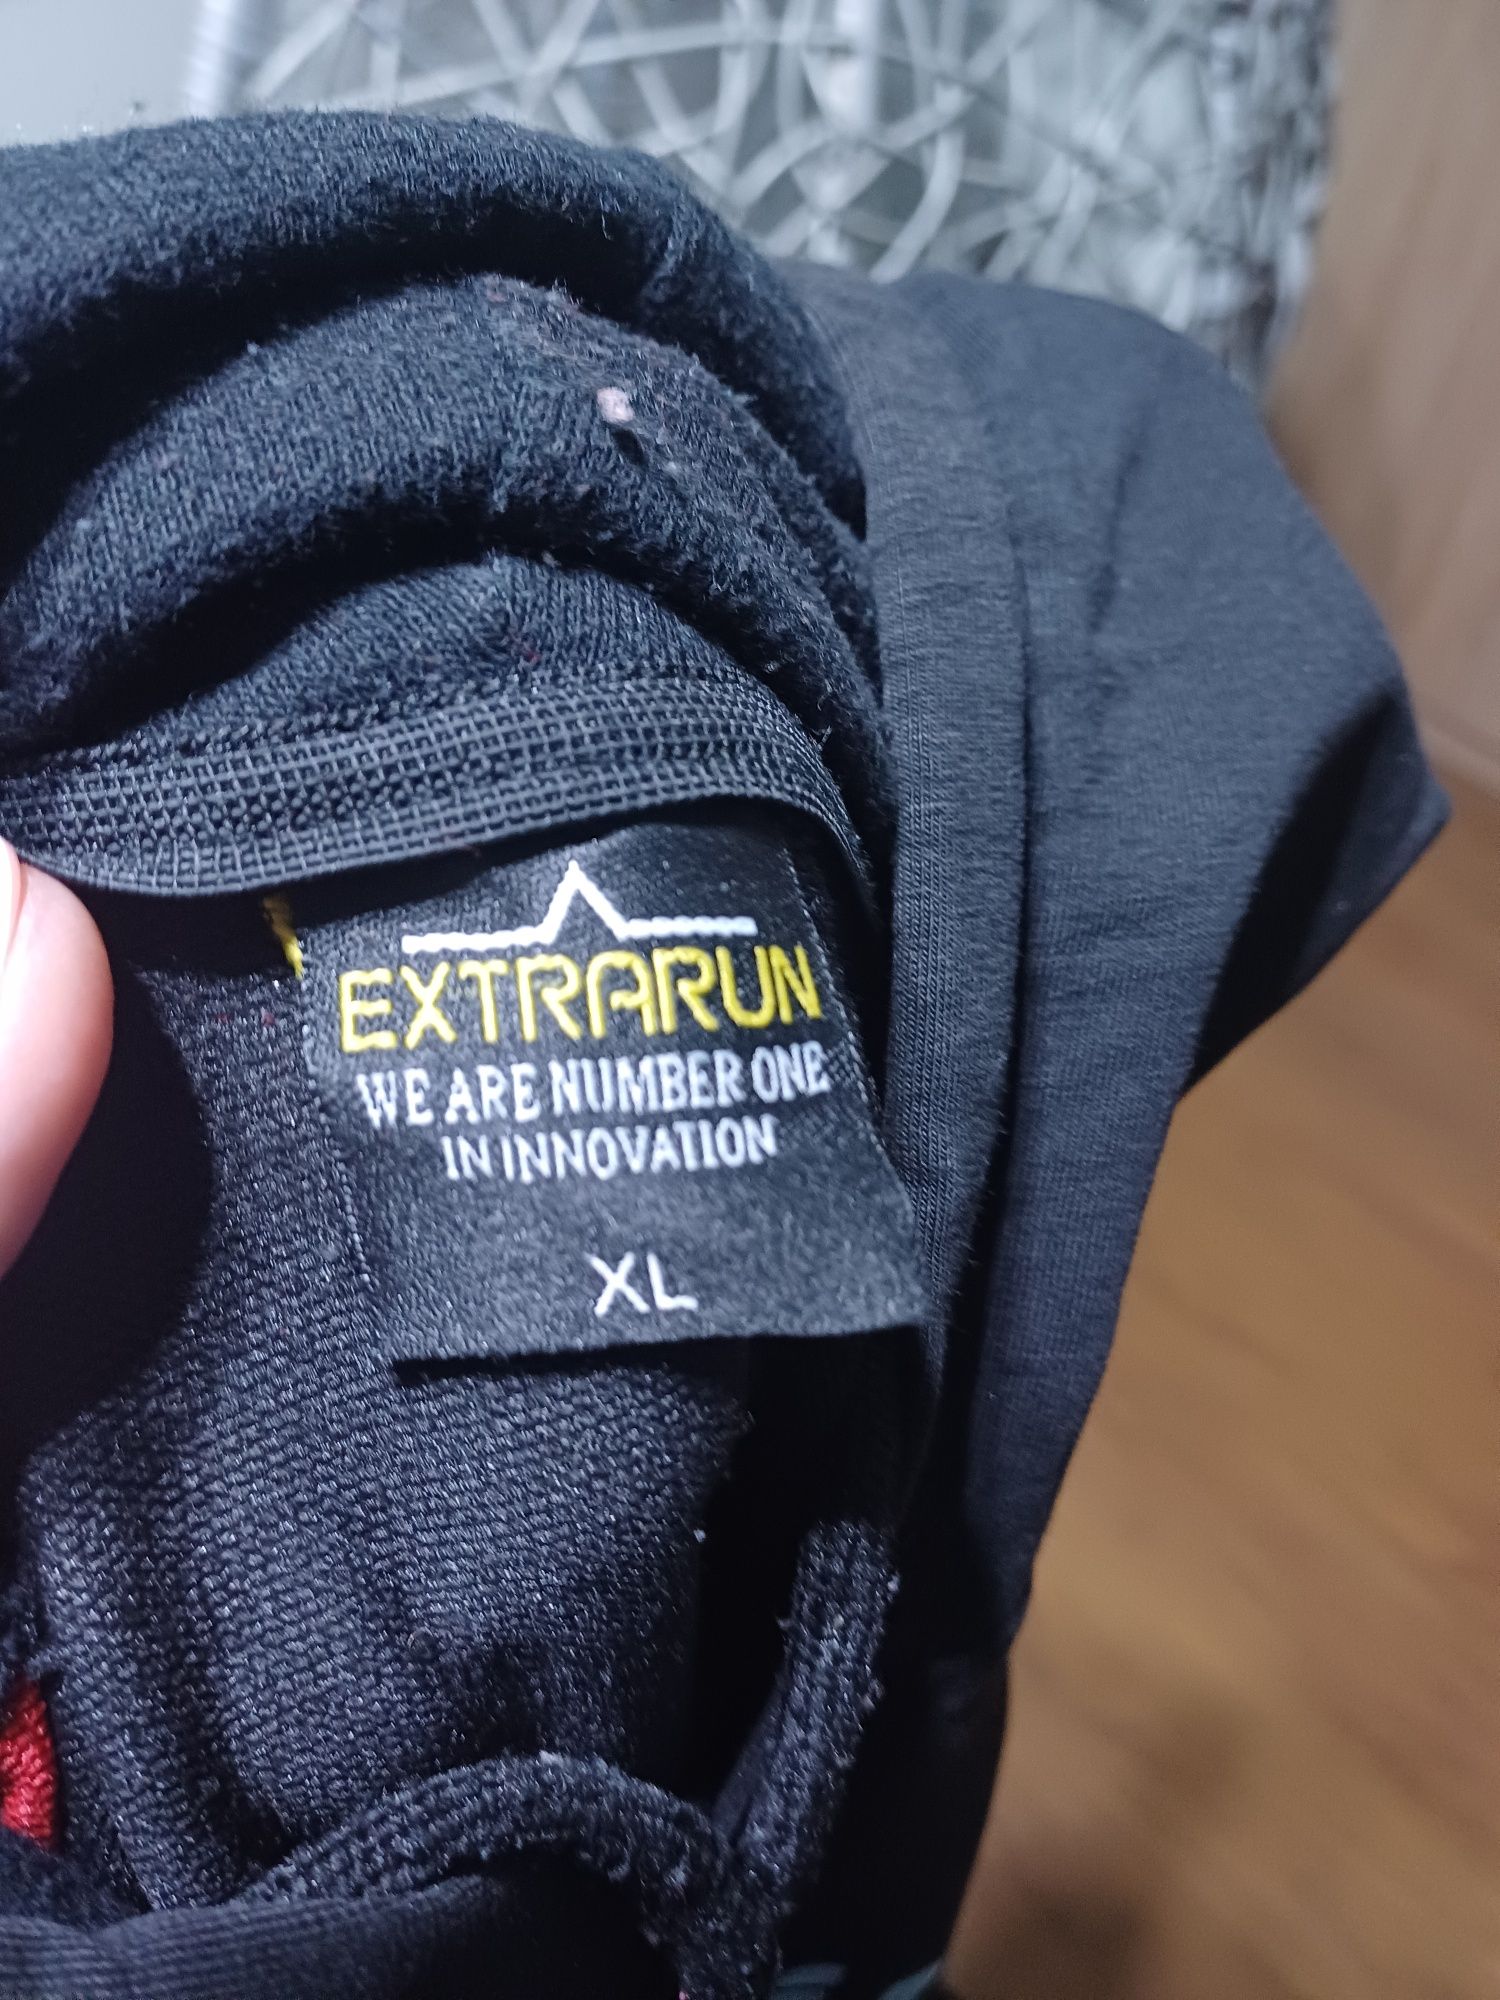 EXTRARUN
WE ARE NUMBER ONE
IN INNOVATION
XL